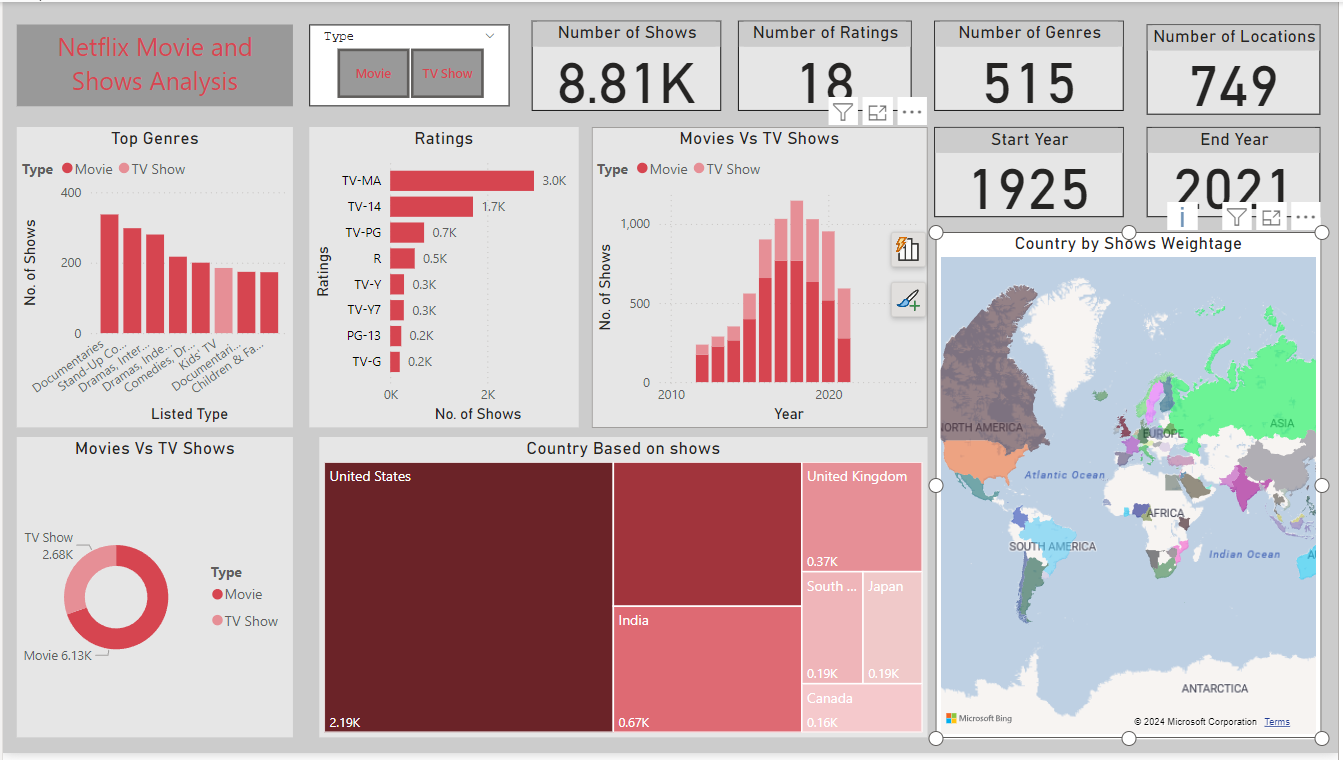 Netflix Movie and
Shows Analysis
Type
Movie
TV Show
Number of Shows
8.81K
Number of Ratings
18
Number of Genres
515
Number of Locations
749
Top Genres
Type Movie TV Show
400
200
0
No. of Shows
Documentaries
Stand-Up Co...
Dramas, Inter...
Dramas, Inde...
Comedies, Dr...
Kids' TV
Documentari...
Children & Fa...
Listed Type
Ratings
Ratings
TV-MA 3.0K
TV-14 1.7K
TV-PG 0.7K
R 0.5K
TV-Y 0.3K
TV-Y7 0.3K
PG-13 0.2K
TV-G 0.2K
0K 2K
No. of Shows
Movies Vs TV Shows
Type Movie TV Show
1,000
500
0
No. of Shows
2010 2020
Year
Start Year
1925
End Year
2021
Movies Vs TV Shows
TV Show
2.68K
Movie 6.13K
Type
Movie
TV Show
Country Based on shows
United States
2.19K
India
0.67K
United Kingdom
0.37K
South ...
0.19K
Japan
0.19K
Canada
0.16K
Country by Shows Weightage
NORTH AMERICA
EUROPE
ASIA
Atlantic Ocean
AFRICA
SOUTH AMERICA
Indian Ocean
A
ANTARCTICA
Microsoft Bing
© 2024 Microsoft Corporation Terms